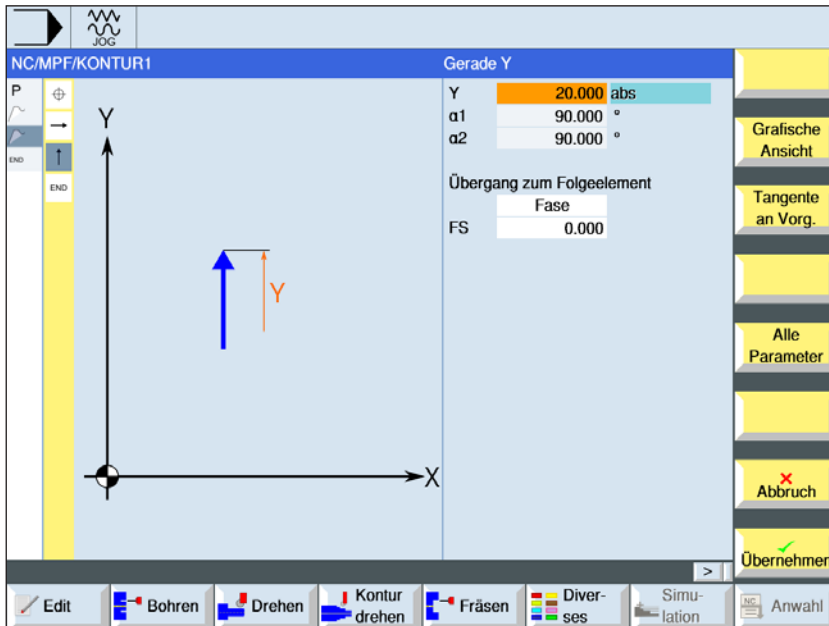 JOG
NC/MPF/KONTUR1
Gerade Y
P
END
END
Y
Y
X
Y 20.000 abs
α1 90.000 °
α2 90.000 °
Übergang zum Folgeelement
Fase
FS 0.000
Grafische
Ansicht
Tangente
an Vorg.
Alle
Parameter
Abbruch
Übernehmen
>
Edit
Bohren
Drehen
Kontur
drehen
Fräsen
Diver-
ses
Simu-
lation
NC
Anwahl